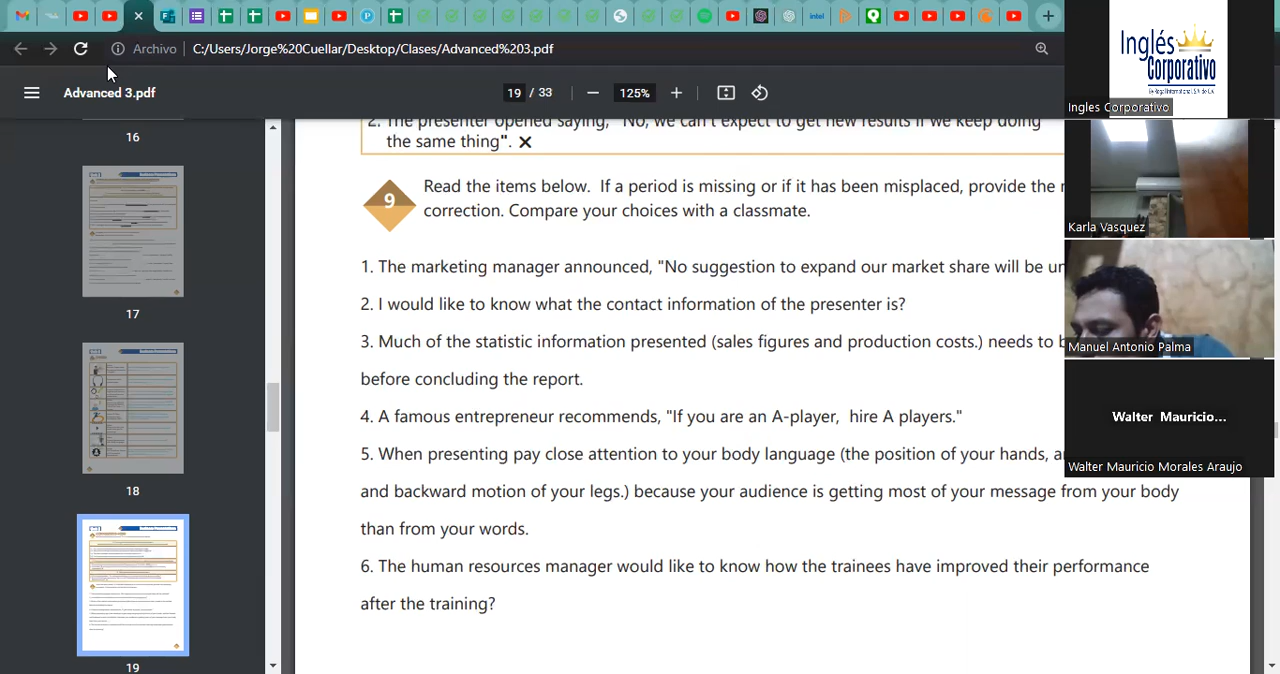 Archivo C:/Users/Jorge%20Cuellar/Desktop/Clases/Advanced%203.pdf
Advanced 3.pdf
19 / 33
125%
16
17
18
19
2. The presenter opened saying, "No, we can't expect to get new results if we keep doing
the same thing". ✕
9
Read the items below. If a period is missing or if it has been misplaced, provide the
correction. Compare your choices with a classmate.
1. The marketing manager announced, "No suggestion to expand our market share will be
2. I would like to know what the contact information of the presenter is?
3. Much of the statistic information presented (sales figures and production costs.) needs to
before concluding the report.
4. A famous entrepreneur recommends, "If you are an A-player, hire A players."
5. When presenting pay close attention to your body language (the position of your hands,
and backward motion of your legs.) because your audience is getting most of your message from your body
than from your words.
6. The human resources manager would like to know how the trainees have improved their performance
after the training?
Inglés
Corporativo
Ingles Corporativo
Karla Vasquez
Manuel Antonio Palma
Walter Mauricio...
Walter Mauricio Morales Araujo